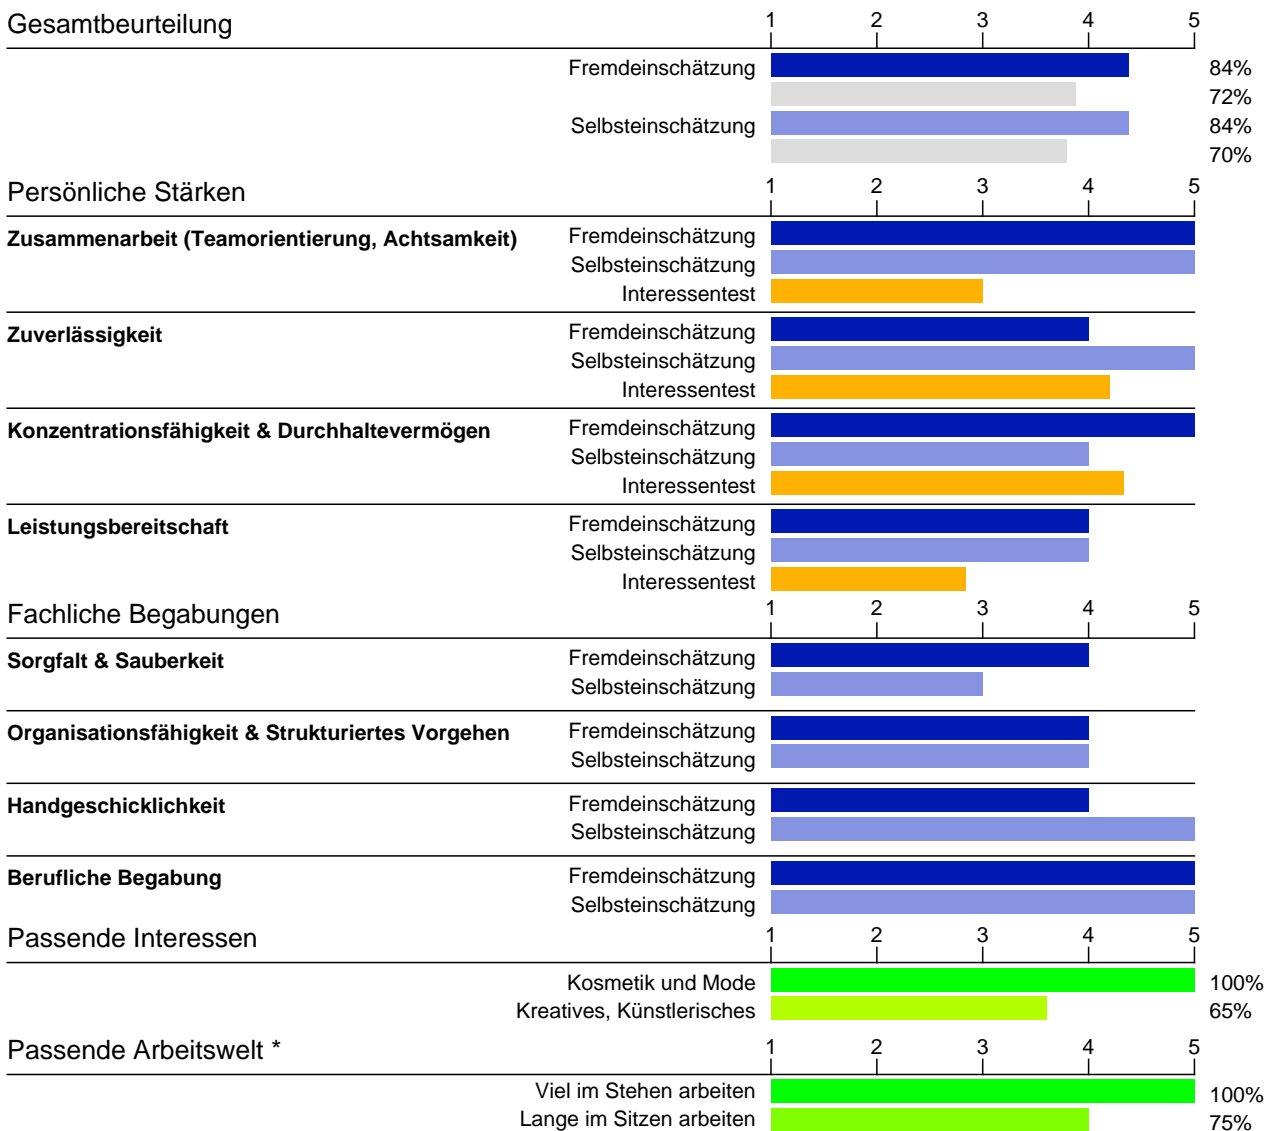 Gesamtbeurteilung 1 2 3 4 5
Fremdeinschätzung 84%
72%
Selbsteinschätzung 84%
70%
Persönliche Stärken 1 2 3 4 5
Zusammenarbeit (Teamorientierung, Achtsamkeit) Fremdeinschätzung
Selbsteinschätzung
Interessentest
Zuverlässigkeit Fremdeinschätzung
Selbsteinschätzung
Interessentest
Konzentrationsfähigkeit & Durchhaltevermögen Fremdeinschätzung
Selbsteinschätzung
Interessentest
Leistungsbereitschaft Fremdeinschätzung
Selbsteinschätzung
Interessentest
Fachliche Begabungen 1 2 3 4 5
Sorgfalt & Sauberkeit Fremdeinschätzung
Selbsteinschätzung
Organisationsfähigkeit & Strukturiertes Vorgehen Fremdeinschätzung
Selbsteinschätzung
Handgeschicklichkeit Fremdeinschätzung
Selbsteinschätzung
Berufliche Begabung Fremdeinschätzung
Selbsteinschätzung
Passende Interessen 1 2 3 4 5
Kosmetik und Mode 100%
Kreatives, Künstlerisches 65%
Passende Arbeitswelt * 1 2 3 4 5
Viel im Stehen arbeiten 100%
Lange im Sitzen arbeiten 75%